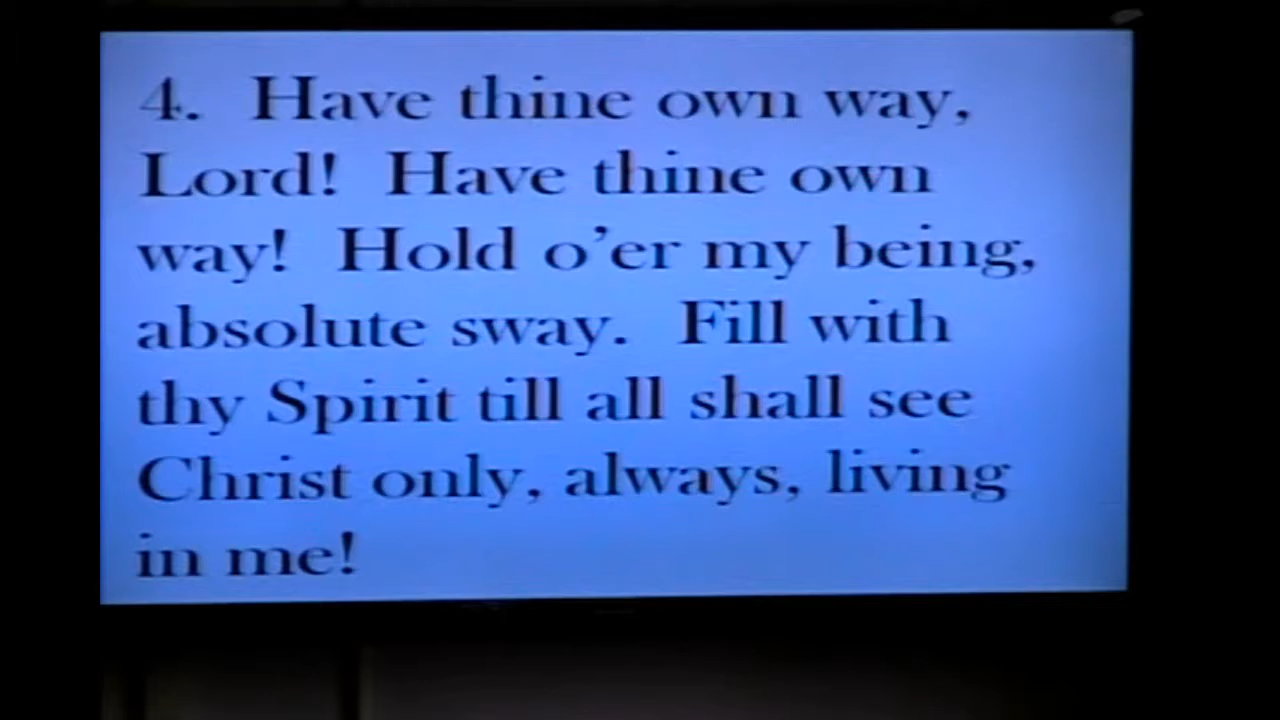 4. Have thine own way,
Lord! Have thine own
way! Hold o’er my being,
absolute sway. Fill with
thy Spirit till all shall see
Christ only, always, living
in me!